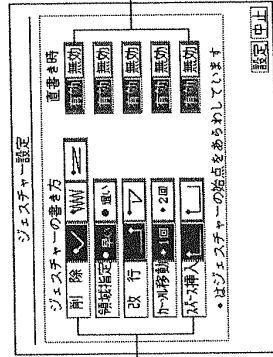 ジェスチャー設定
ジェスチャーの書き方 直書き時
削 除 有効 無効
領域指定 早い 狙い 有効 無効
改 行 有効 無効
カーソル移動 1回 2回 有効 無効
スペース挿入 有効 無効
・はジェスチャーの始点をあらわしています
設定 中止